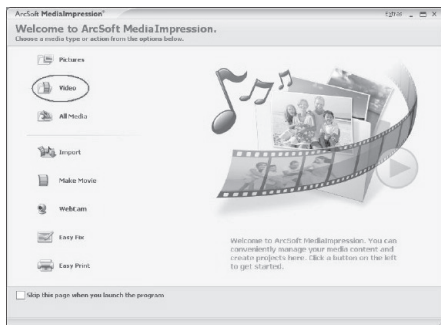 ArcSoft MediaImpression®
Welcome to ArcSoft MediaImpression.
Choose a media type or action from the options below.
Pictures
Video
All Media
Import
Make Movie
WebCam
Easy Fix
Easy Print
Welcome to ArcSoft MediaImpression. You can
conveniently manage your media content and
create projects here. Click a button on the left
to get started.
Skip this page when you launch the program